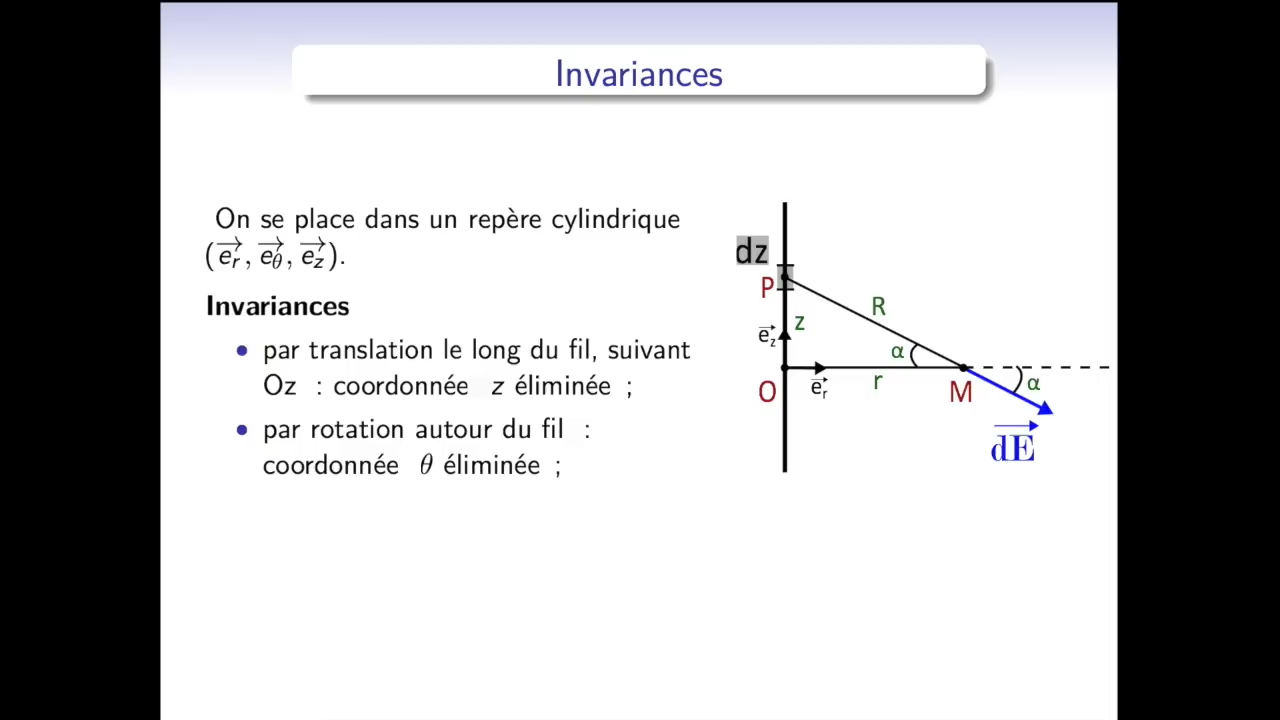 Invariances
On se place dans un repère cylindrique
(e⃗r, e⃗θ, e⃗z).
Invariances
• par translation le long du fil, suivant
Oz : coordonnée z éliminée ;
• par rotation autour du fil :
coordonnée θ éliminée ;
dz
P
R
z
e⃗z
α
O
e⃗r
r
M
α
d⃗E